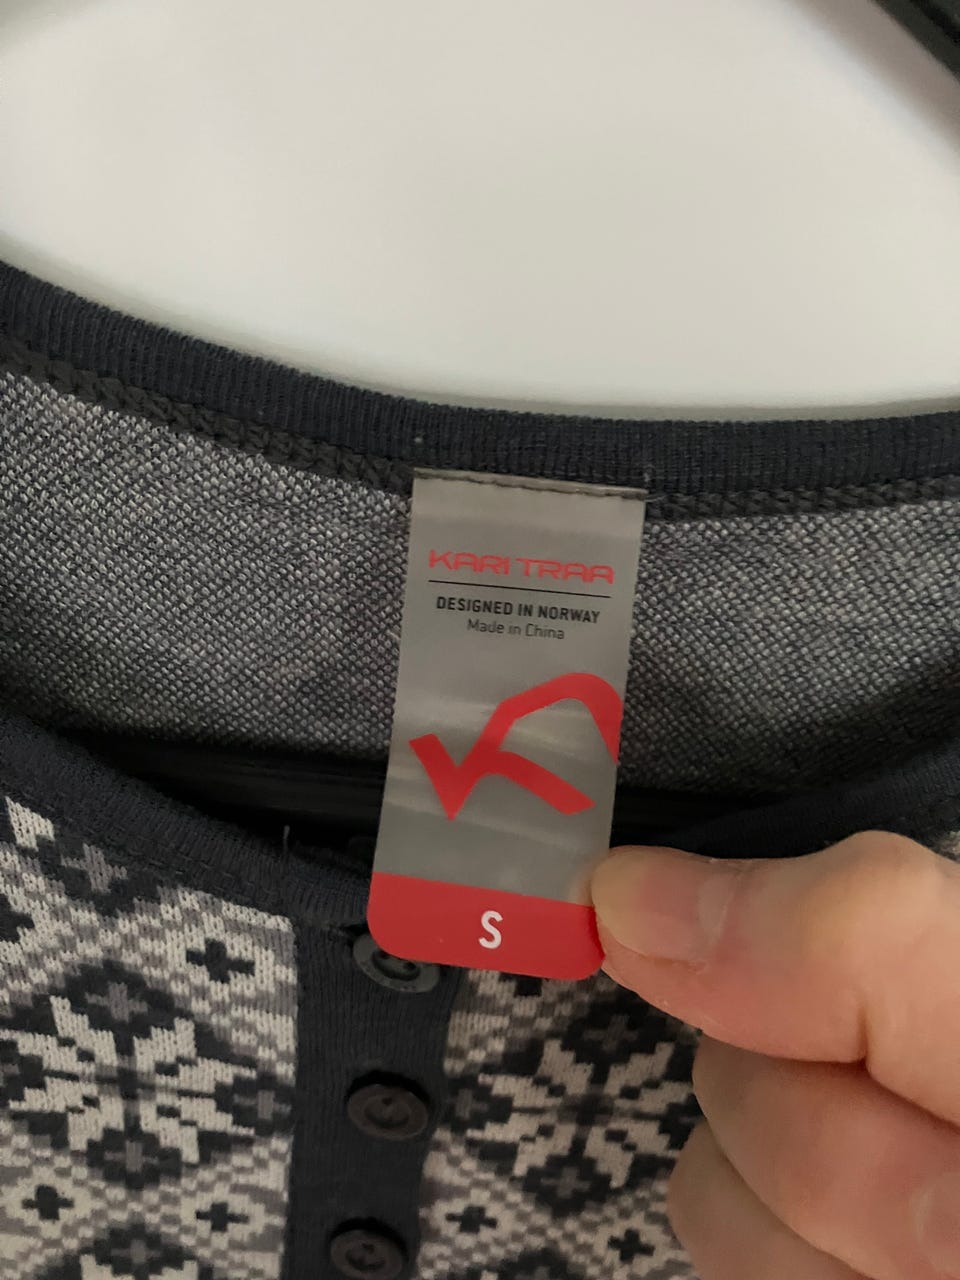 KARI TRAA
DESIGNED IN NORWAY
Made in China
S